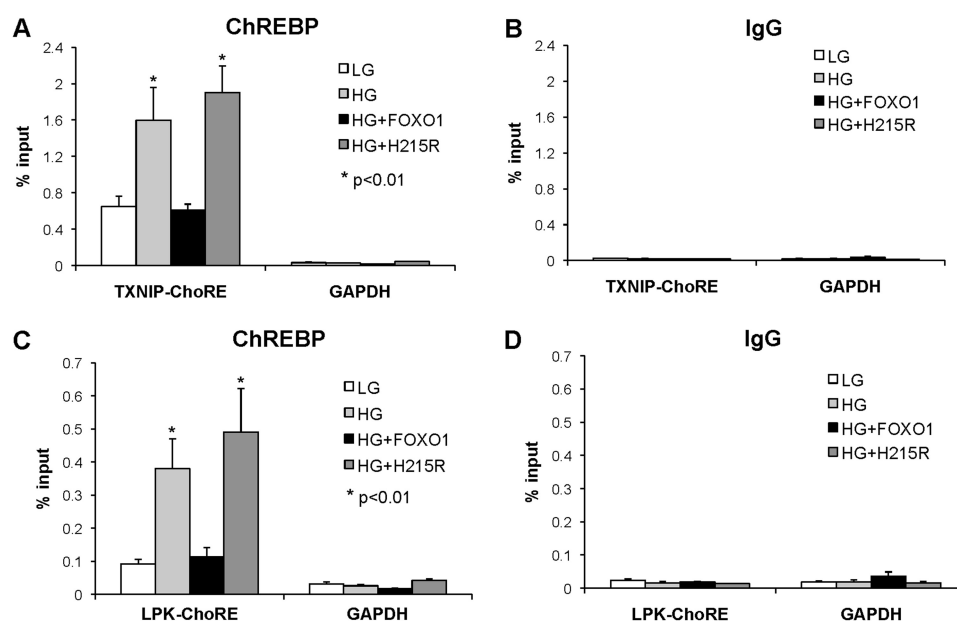 A
ChREBP
2.4
2
1.6
1.2
0.8
0.4
0
% input
*
*
LG
HG
HG+FOXO1
HG+H215R
* p<0.01
TXNIP-ChoRE
GAPDH
B
IgG
2.4
2
1.6
1.2
0.8
0.4
0
% input
LG
HG
HG+FOXO1
HG+H215R
TXNIP-ChoRE
GAPDH
C
ChREBP
0.7
0.6
0.5
0.4
0.3
0.2
0.1
0
% input
*
*
LG
HG
HG+FOXO1
HG+H215R
* p<0.01
LPK-ChoRE
GAPDH
D
IgG
0.7
0.6
0.5
0.4
0.3
0.2
0.1
0
% input
LG
HG
HG+FOXO1
HG+H215R
LPK-ChoRE
GAPDH